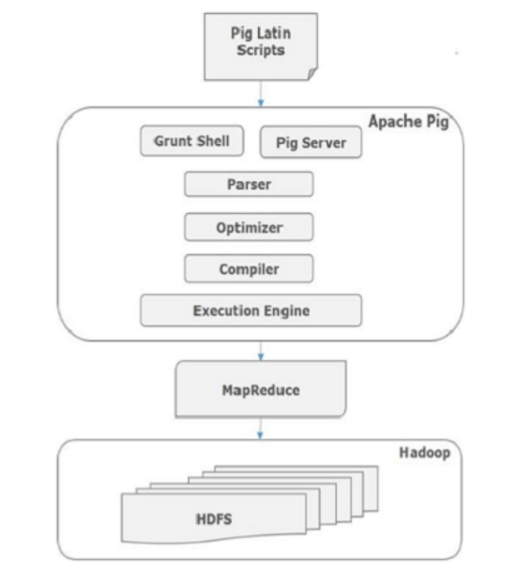 Pig Latin
Scripts
Apache Pig
Grunt Shell
Pig Server
Parser
Optimizer
Compiler
Execution Engine
MapReduce
Hadoop
HDFS